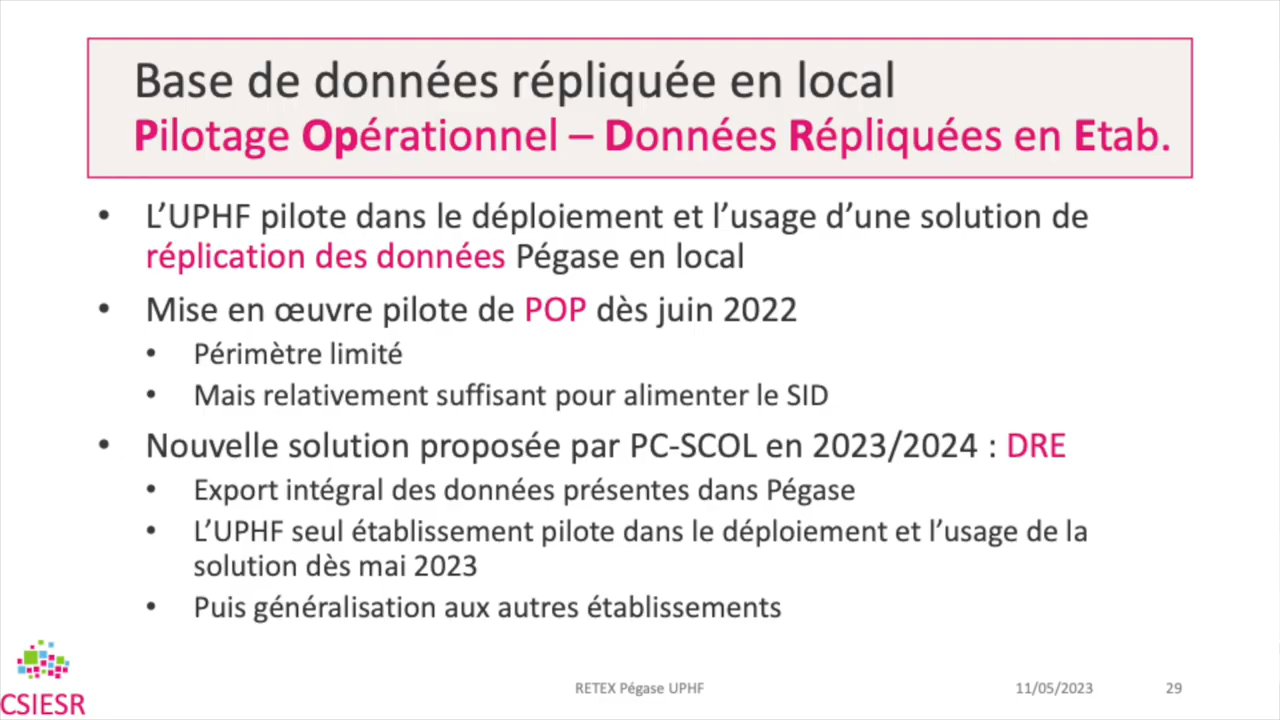 Base de données répliquée en local
Pilotage Opérationnel – Données Répliquées en Etab.
• L’UPHF pilote dans le déploiement et l’usage d’une solution de
réplication des données Pégase en local
• Mise en œuvre pilote de POP dès juin 2022
• Périmètre limité
• Mais relativement suffisant pour alimenter le SID
• Nouvelle solution proposée par PC-SCOL en 2023/2024 : DRE
• Export intégral des données présentes dans Pégase
• L’UPHF seul établissement pilote dans le déploiement et l’usage de la
solution dès mai 2023
• Puis généralisation aux autres établissements
CSIESR
RETEX Pégase UPHF
11/05/2023
29